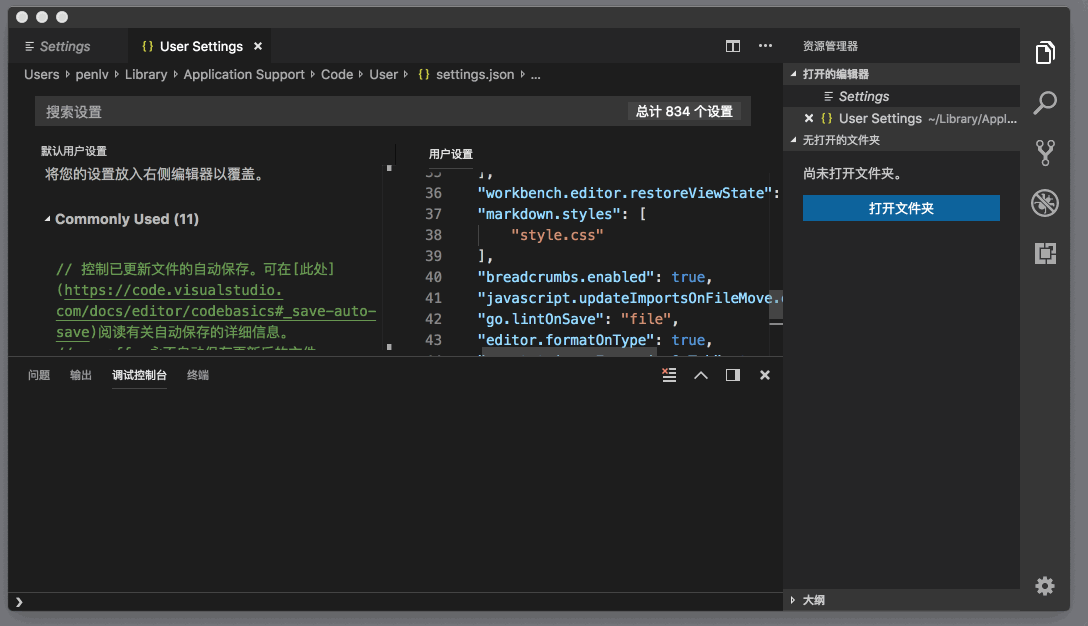 Settings
{ } User Settings ×
Users › penlv › Library › Application Support › Code › User › { } settings.json › ...
搜索设置
总计 834 个设置
默认用户设置
将您的设置放入右侧编辑器以覆盖。
Commonly Used (11)
// 控制已更新文件的自动保存。可在[此处]
(https://code.visualstudio.
com/docs/editor/codebasics#_save-auto-
save)阅读有关自动保存的详细信息。
用户设置
35 ],
36 "workbench.editor.restoreViewState":
37 "markdown.styles": [
38 "style.css"
39 ],
40 "breadcrumbs.enabled": true,
41 "javascript.updateImportsOnFileMove.
42 "go.lintOnSave": "file",
43 "editor.formatOnType": true,
问题 输出 调试控制台 终端
资源管理器
打开的编辑器
Settings
× { } User Settings ~/Library/Appl...
无打开的文件夹
尚未打开文件夹。
打开文件夹
大纲